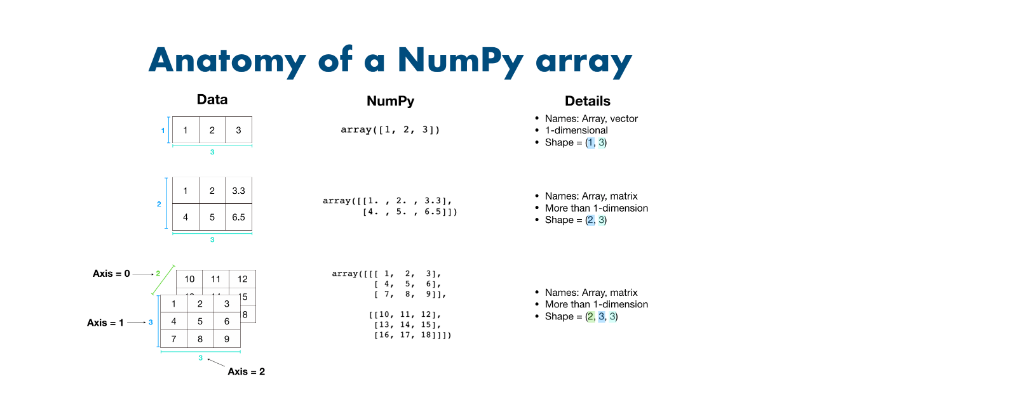 Anatomy of a NumPy array
Data
NumPy
Details
1
1 2 3
3
array([1, 2, 3])
• Names: Array, vector
• 1-dimensional
• Shape = (1, 3)
2
1 2 3.3
4 5 6.5
3
array([[1. , 2. , 3.3],
[4. , 5. , 6.5]])
• Names: Array, matrix
• More than 1-dimension
• Shape = (2, 3)
Axis = 0
2
10 11 12
15
8
Axis = 1
3
1 2 3
4 5 6
7 8 9
3
Axis = 2
array([[[ 1, 2, 3],
[ 4, 5, 6],
[ 7, 8, 9]],
[[10, 11, 12],
[13, 14, 15],
[16, 17, 18]]])
• Names: Array, matrix
• More than 1-dimension
• Shape = (2, 3, 3)